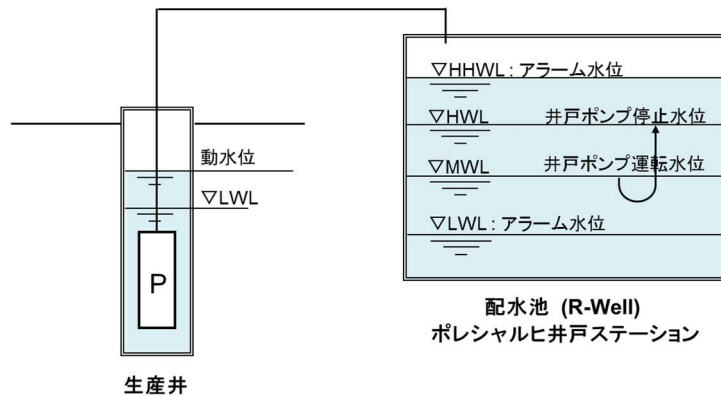 ▽HHWL：アラーム水位
▽HWL 井戸ポンプ停止水位
動水位
▽MWL 井戸ポンプ運転水位
▽LWL
▽LWL：アラーム水位
P
配水池 (R-Well)
ポレシャルヒ井戸ステーション
生産井